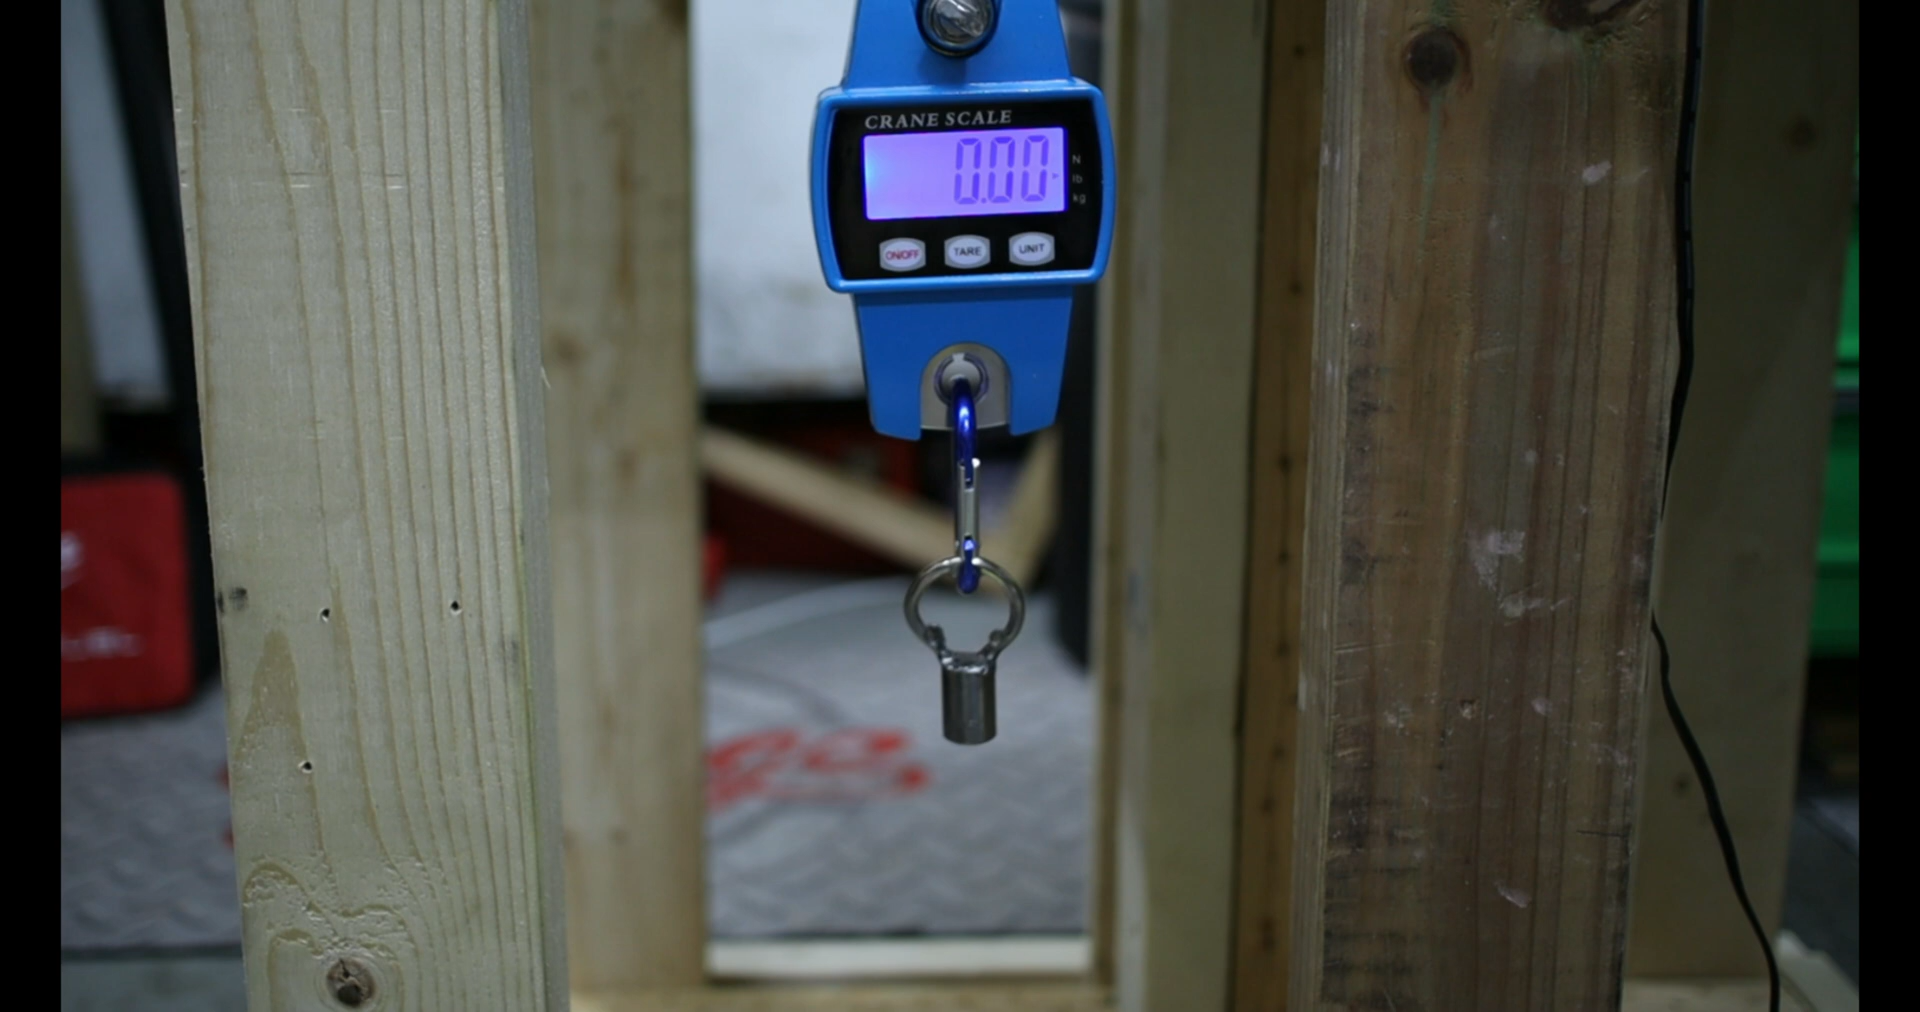 CRANE SCALE
0.00
N
lb
kg
ON/OFF TARE UNIT